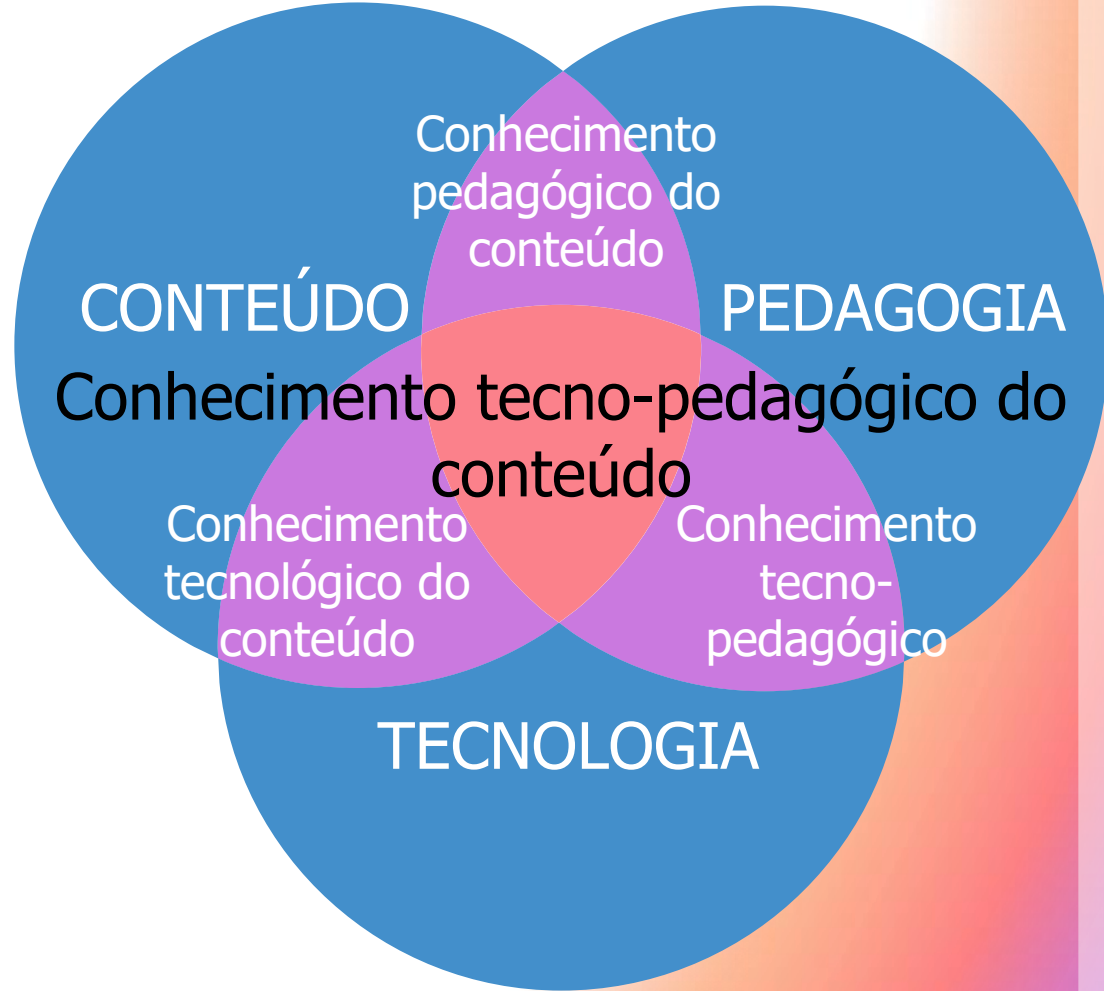 Conhecimento
pedagógico do
conteúdo
CONTEÚDO
PEDAGOGIA
Conhecimento tecno-pedagógico do
conteúdo
Conhecimento
tecnológico do
conteúdo
Conhecimento
tecno-
pedagógico
TECNOLOGIA